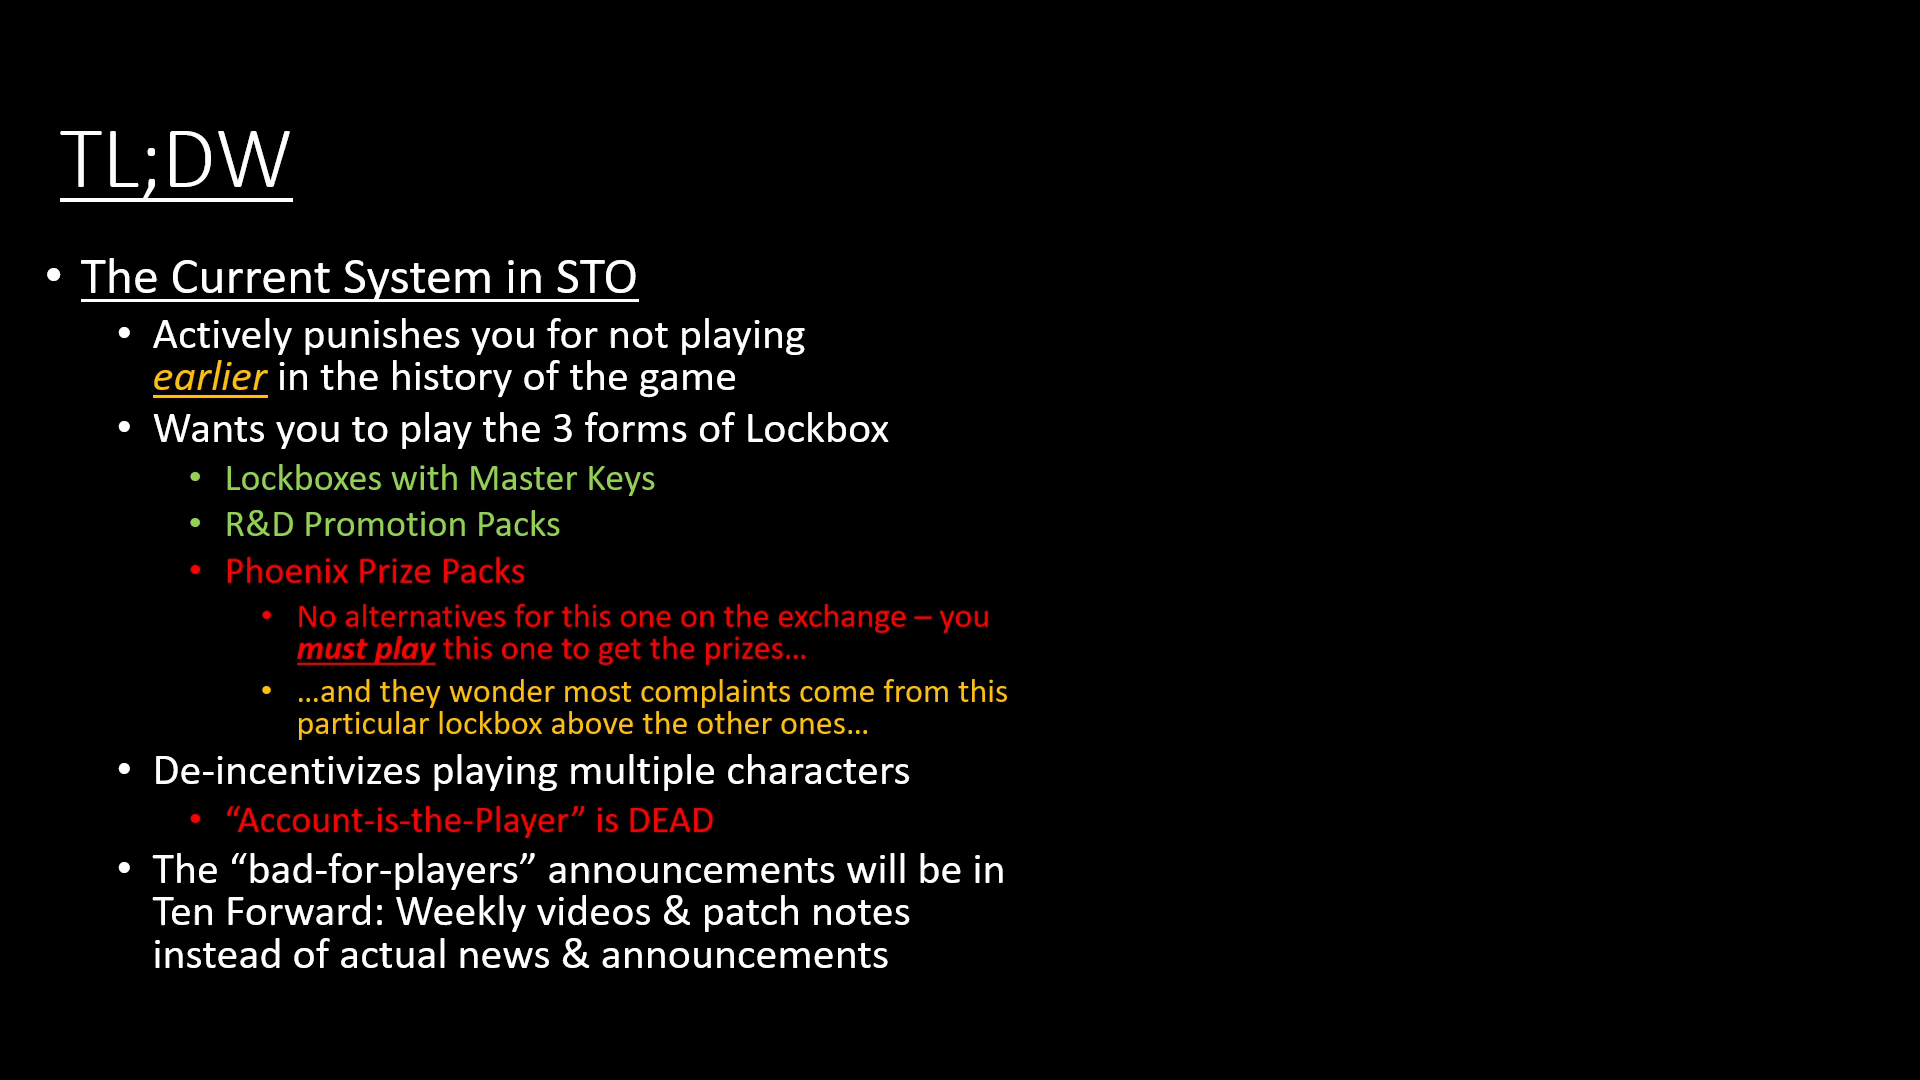 TL;DW
• The Current System in STO
• Actively punishes you for not playing
earlier in the history of the game
• Wants you to play the 3 forms of Lockbox
• Lockboxes with Master Keys
• R&D Promotion Packs
• Phoenix Prize Packs
• No alternatives for this one on the exchange – you
must play this one to get the prizes…
• …and they wonder most complaints come from this
particular lockbox above the other ones…
• De-incentivizes playing multiple characters
• “Account-is-the-Player” is DEAD
• The “bad-for-players” announcements will be in
Ten Forward: Weekly videos & patch notes
instead of actual news & announcements